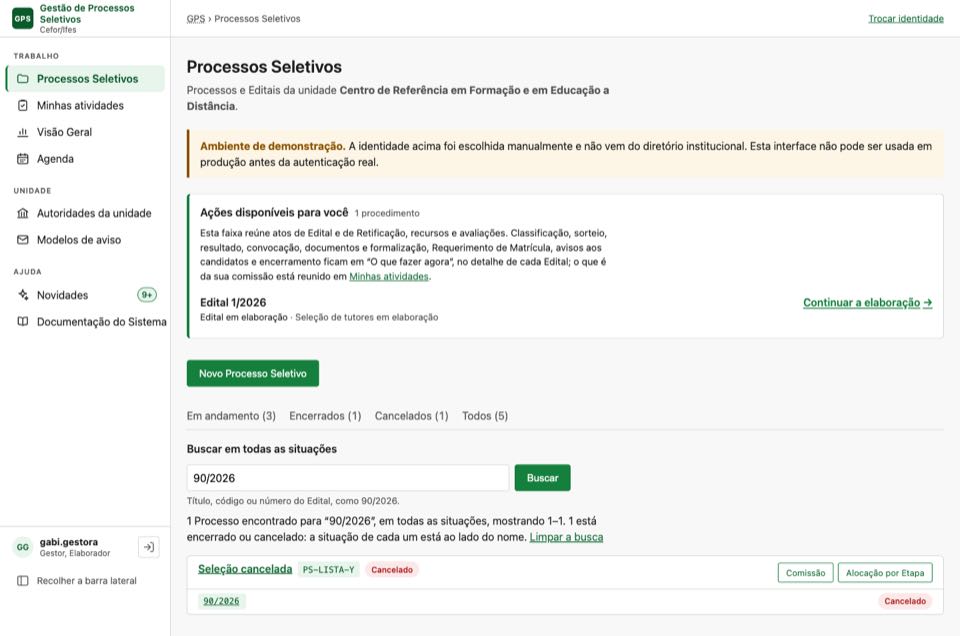 GPS
Gestão de Processos
Seletivos
Cefor/Ifes
GPS › Processos Seletivos
Trocar identidade
TRABALHO
Processos Seletivos
Minhas atividades
Visão Geral
Agenda
UNIDADE
Autoridades da unidade
Modelos de aviso
AJUDA
Novidades 9+
Documentação do Sistema
GG
gabi.gestora
Gestor, Elaborador
Recolher a barra lateral
Processos Seletivos
Processos e Editais da unidade Centro de Referência em Formação e em Educação a
Distância.
Ambiente de demonstração. A identidade acima foi escolhida manualmente e não vem do diretório institucional. Esta interface não pode ser usada em
produção antes da autenticação real.
Ações disponíveis para você 1 procedimento
Esta faixa reúne atos de Edital e de Retificação, recursos e avaliações. Classificação, sorteio,
resultado, convocação, documentos e formalização, Requerimento de Matrícula, avisos aos
candidatos e encerramento ficam em “O que fazer agora”, no detalhe de cada Edital; o que é
da sua comissão está reunido em Minhas atividades.
Edital 1/2026
Edital em elaboração · Seleção de tutores em elaboração
Continuar a elaboração →
Novo Processo Seletivo
Em andamento (3) Encerrados (1) Cancelados (1) Todos (5)
Buscar em todas as situações
90/2026
Buscar
Título, código ou número do Edital, como 90/2026.
1 Processo encontrado para “90/2026”, em todas as situações, mostrando 1–1. 1 está
encerrado ou cancelado: a situação de cada um está ao lado do nome. Limpar a busca
Seleção cancelada PS-LISTA-Y Cancelado
Comissão Alocação por Etapa
90/2026 Cancelado